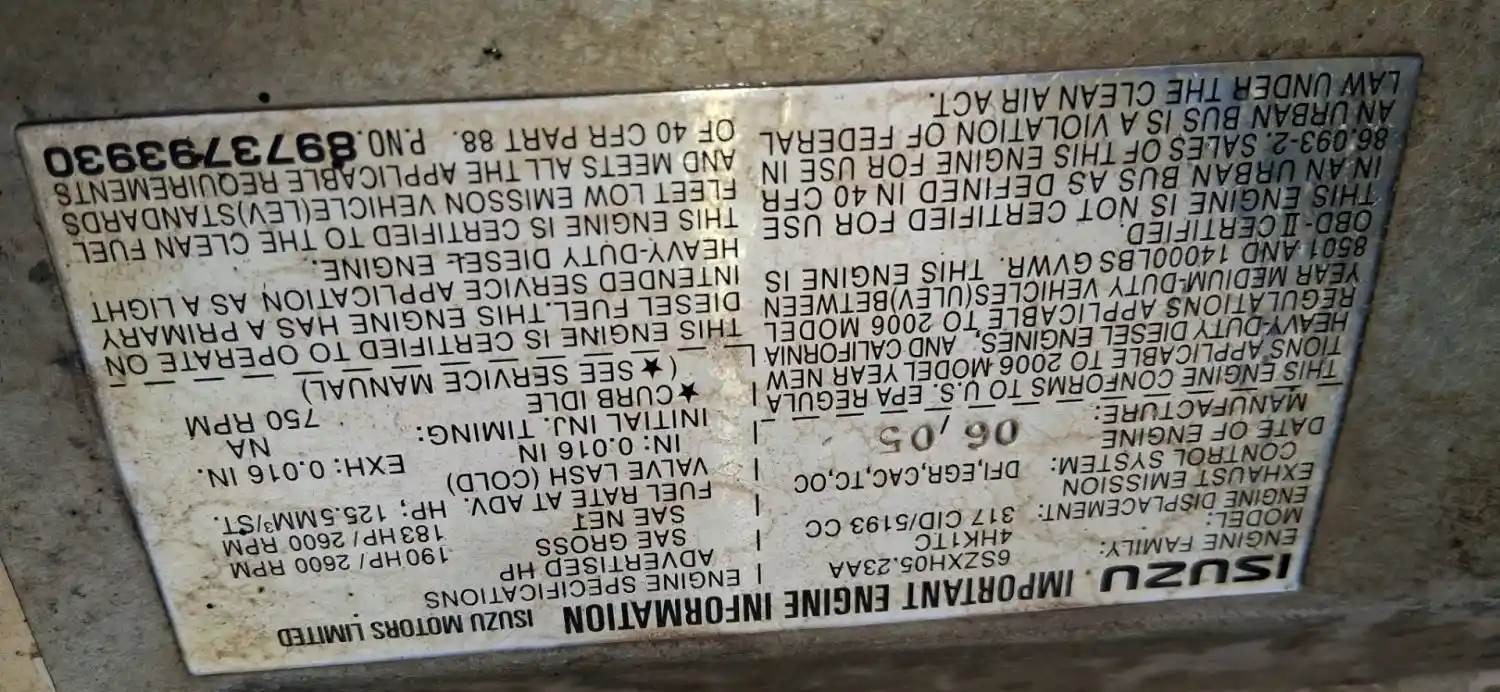 ISUZU IMPORTANT ENGINE INFORMATION ISUZU MOTORS LIMITED
ENGINE FAMILY: 6SZXH05.23AA
MODEL: 4HK1TC
ENGINE DISPLACEMENT: 317 CID/5193 CC
EXHAUST EMISSION
CONTROL SYSTEM: DFI,EGR,CAC,TC,OC
DATE OF ENGINE
MANUFACTURE: 06/05
THIS ENGINE CONFORMS TO U.S. EPA REGULA
TIONS APPLICABLE TO 2006 MODEL YEAR NEW
HEAVY-DUTY DIESEL ENGINES, AND CALIFORNIA
REGULATIONS APPLICABLE TO 2006 MODEL
YEAR MEDIUM-DUTY VEHICLES(ULEV)BETWEEN
8501 AND 14000LBS GVWR. THIS ENGINE IS
OBD-II CERTIFIED.
THIS ENGINE IS NOT CERTIFIED FOR USE
IN AN URBAN BUS AS DEFINED IN 40 CFR
86.093-2. SALES OF THIS ENGINE FOR USE IN
AN URBAN BUS IS A VIOLATION OF FEDERAL
LAW UNDER THE CLEAN AIR ACT.
ENGINE SPECIFICATIONS
ADVERTISED HP
SAE GROSS 190HP/2600 RPM
SAE NET 183HP/2600 RPM
FUEL RATE AT ADV. HP; 125.5MM³/ST.
VALVE LASH (COLD)
IN: 0.016 IN EXH: 0.016 IN.
INITIAL INJ. TIMING: NA
★CURB IDLE 750 RPM
(★SEE SERVICE MANUAL)
THIS ENGINE IS CERTIFIED TO OPERATE ON
DIESEL FUEL.THIS ENGINE HAS A PRIMARY
INTENDED SERVICE APPLICATION AS A LIGHT
HEAVY-DUTY DIESEL ENGINE.
THIS ENGINE IS CERTIFIED TO THE CLEAN FUEL
FLEET LOW EMISSON VEHICLE(LEV)STANDARDS
AND MEETS ALL THE APPLICABLE REQUIREMENTS
OF 40 CFR PART 88. P.NO.8973793930